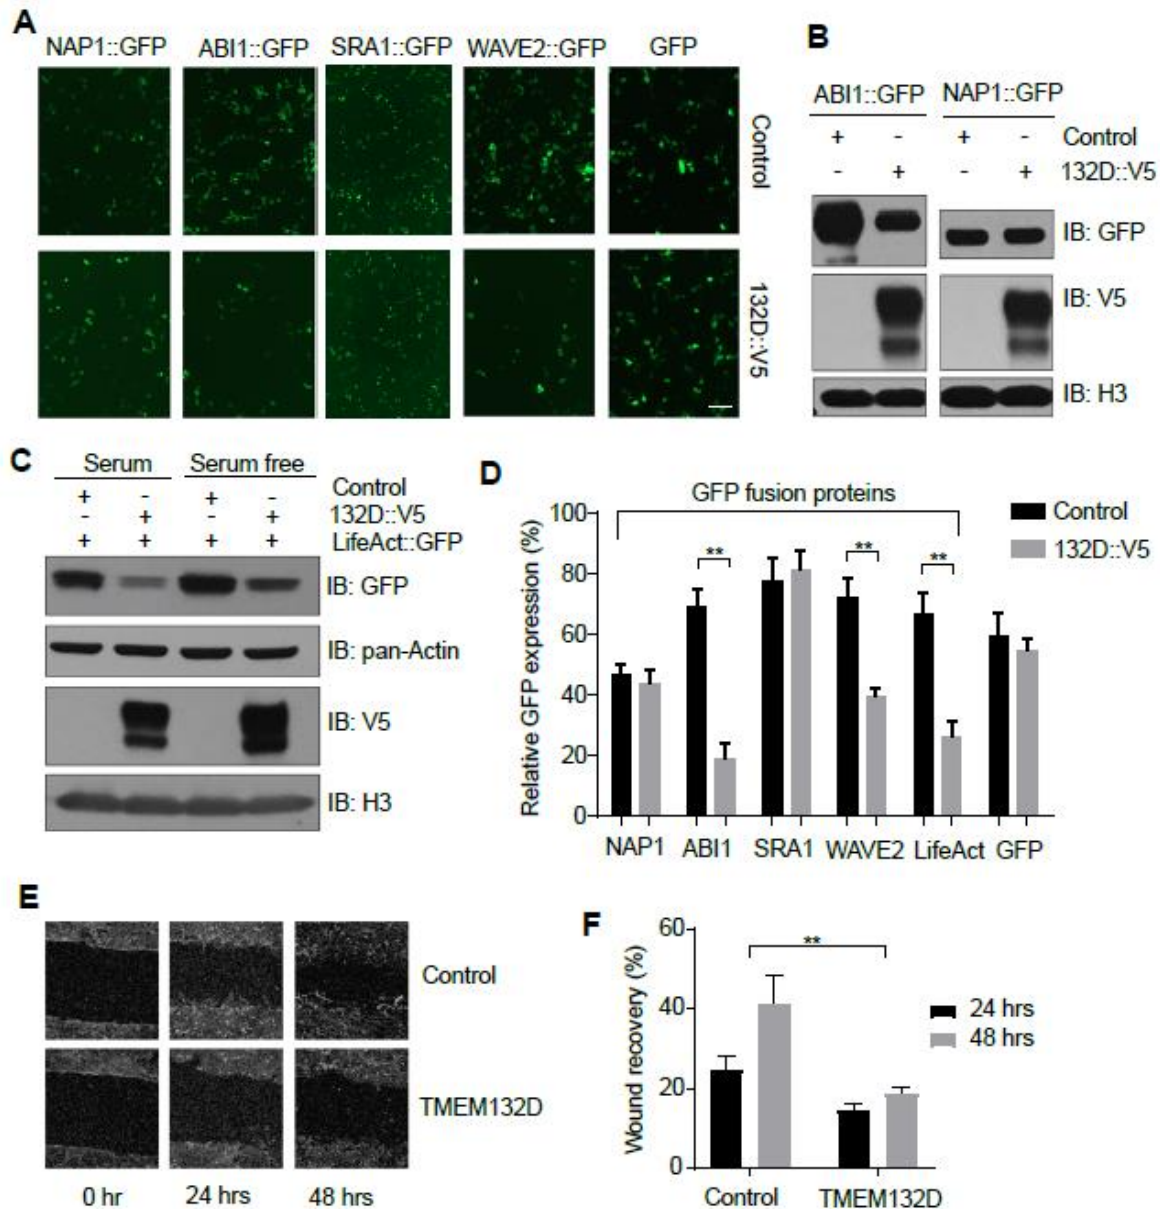 A
NAP1::GFP ABI1::GFP SRA1::GFP WAVE2::GFP GFP
Control
132D::V5
B
ABI1::GFP NAP1::GFP
+ - + - Control
- + - + 132D::V5
IB: GFP
IB: V5
IB: H3
C
Serum Serum free
+ - + - Control
- + - + 132D::V5
+ + + + LifeAct::GFP
IB: GFP
IB: pan-Actin
IB: V5
IB: H3
D
GFP fusion proteins
Control
132D::V5
Relative GFP expression (%)
100
80
60
40
20
0
** ** **
NAP1 ABI1 SRA1 WAVE2 LifeAct GFP
E
Control
TMEM132D
0 hr 24 hrs 48 hrs
F
Wound recovery (%)
60
40
20
0
**
24 hrs
48 hrs
Control TMEM132D